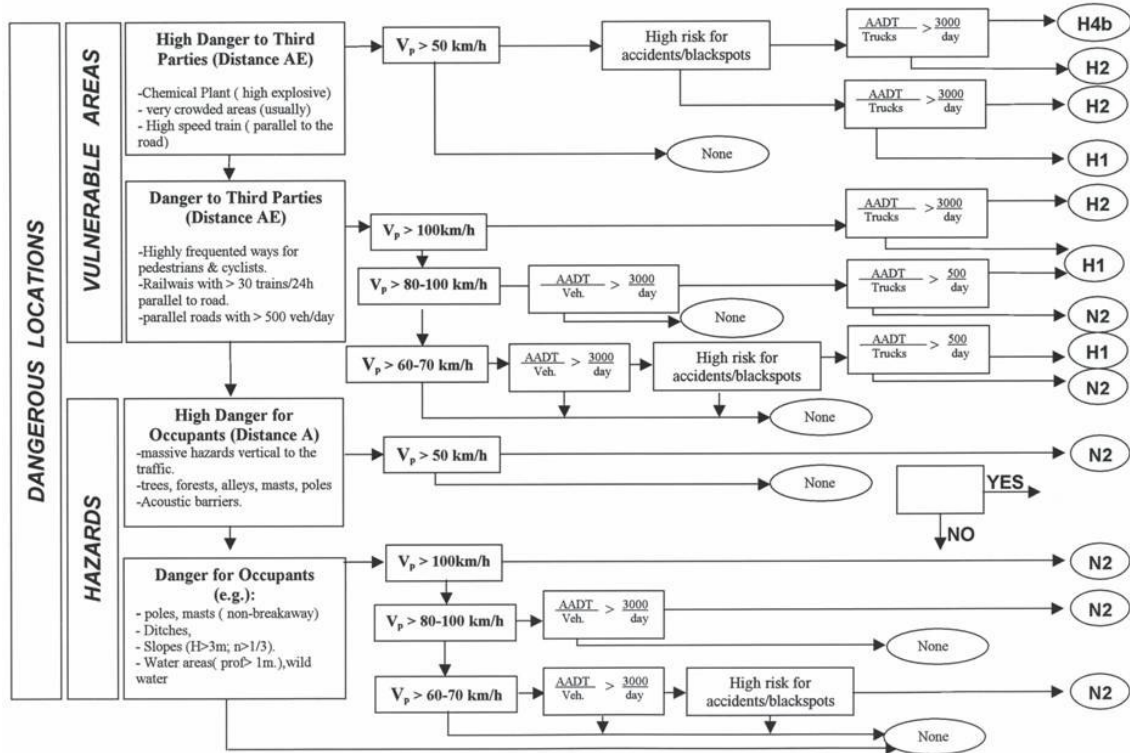 DANGEROUS LOCATIONS
VULNERABLE AREAS
High Danger to Third
Parties (Distance AE)
-Chemical Plant ( high explosive)
- very crowded areas (usually)
- High speed train ( parallel to the
road)
Vp > 50 km/h
High risk for
accidents/blackspots
AADT
Trucks > 3000
day
H4b
H2
AADT
Trucks > 3000
day
H2
None
H1
Danger to Third Parties
(Distance AE)
-Highly frequented ways for
pedestrians & cyclists.
-Railwais with > 30 trains/24h
parallel to road.
-parallel roads with > 500 veh/day
Vp > 100km/h
AADT
Trucks > 3000
day
H2
H1
Vp > 80-100 km/h
AADT
Veh. > 3000
day
None
AADT
Trucks > 500
day
N2
Vp > 60-70 km/h
AADT
Veh. > 3000
day
High risk for
accidents/blackspots
AADT
Trucks > 500
day
H1
N2
None
HAZARDS
High Danger for
Occupants (Distance A)
-massive hazards vertical to the
traffic.
-trees, forests, alleys, masts, poles
-Acoustic barriers.
Vp > 50 km/h
N2
None
YES
NO
Danger for Occupants
(e.g.):
- poles, masts ( non-breakaway)
- Ditches,
- Slopes (H>3m; n>1/3).
- Water areas( prof> 1m.),wild
water
Vp > 100km/h
N2
Vp > 80-100 km/h
AADT
Veh. > 3000
day
N2
None
Vp > 60-70 km/h
AADT
Veh. > 3000
day
High risk for
accidents/blackspots
N2
None